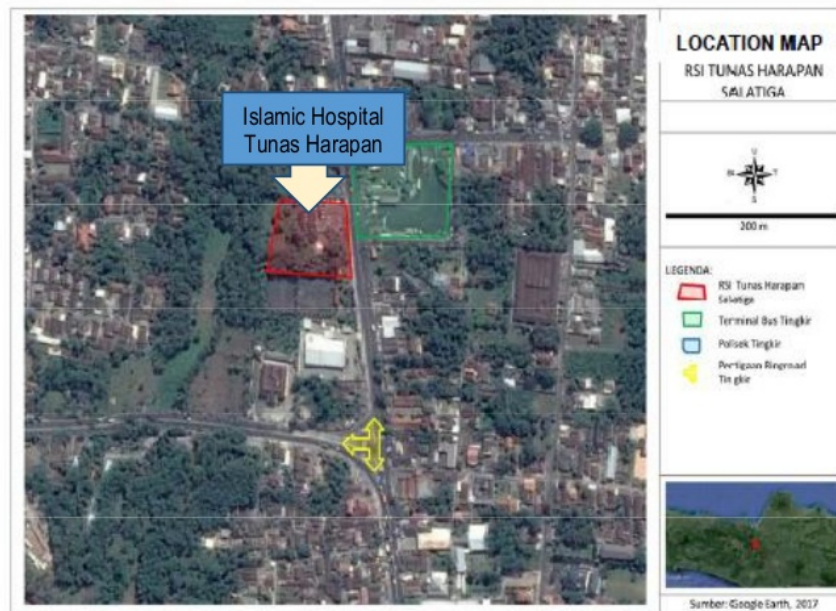 Islamic Hospital
Tunas Harapan
LOCATION MAP
RSI TUNAS HARAPAN
SALATIGA
U
T
S
200 m
LEGENDA:
RSI Tunas Harapan
Salatiga
Terminal Bus Tingkir
Polsek Tingkir
Pertigaan Ringroad
Tingkir
Sumber: Google Earth, 2017